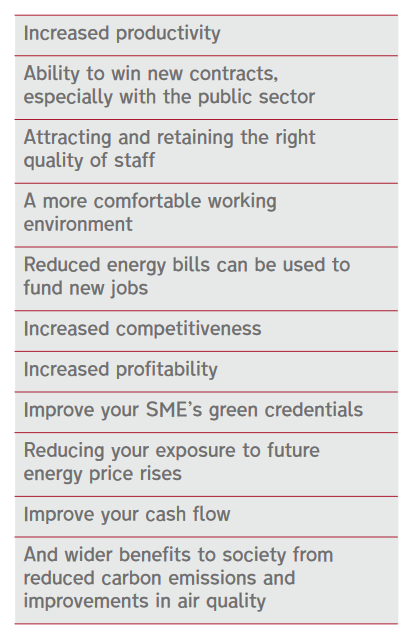 Increased productivity
Ability to win new contracts,
especially with the public sector
Attracting and retaining the right
quality of staff
A more comfortable working
environment
Reduced energy bills can be used to
fund new jobs
Increased competitiveness
Increased profitability
Improve your SME's green credentials
Reducing your exposure to future
energy price rises
Improve your cash flow
And wider benefits to society from
reduced carbon emissions and
improvements in air quality